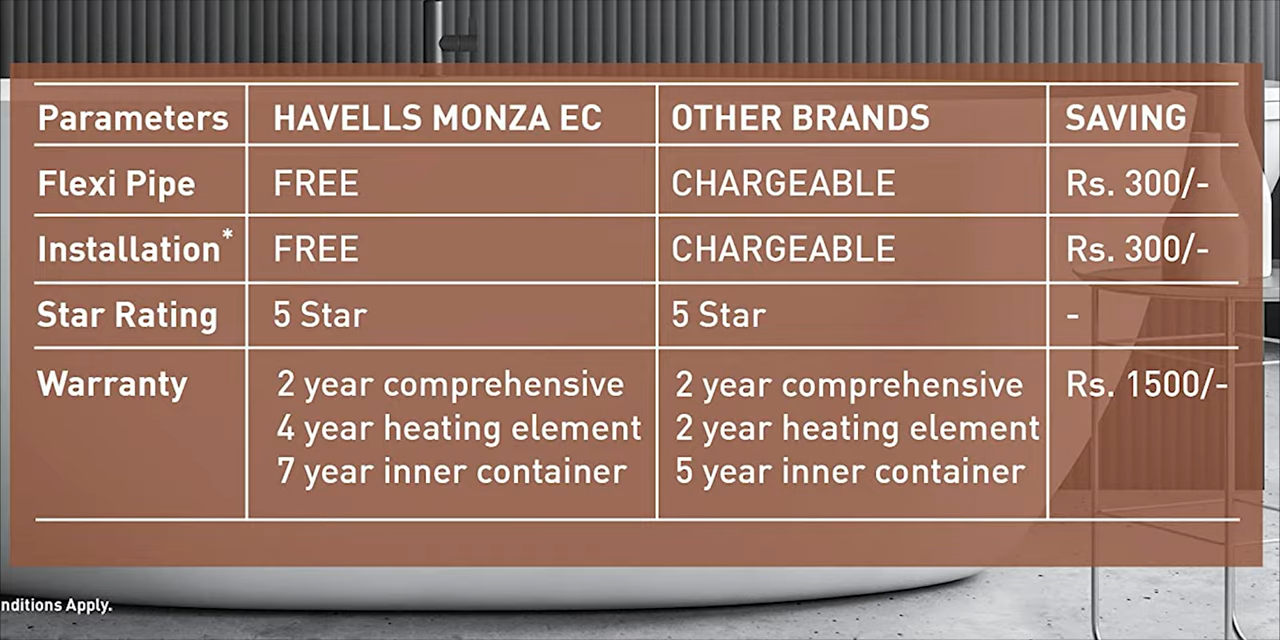 Parameters HAVELLS MONZA EC OTHER BRANDS SAVING
Flexi Pipe FREE CHARGEABLE Rs. 300/-
Installation* FREE CHARGEABLE Rs. 300/-
Star Rating 5 Star 5 Star -
Warranty 2 year comprehensive 2 year comprehensive Rs. 1500/-
4 year heating element 2 year heating element
7 year inner container 5 year inner container
Apply.